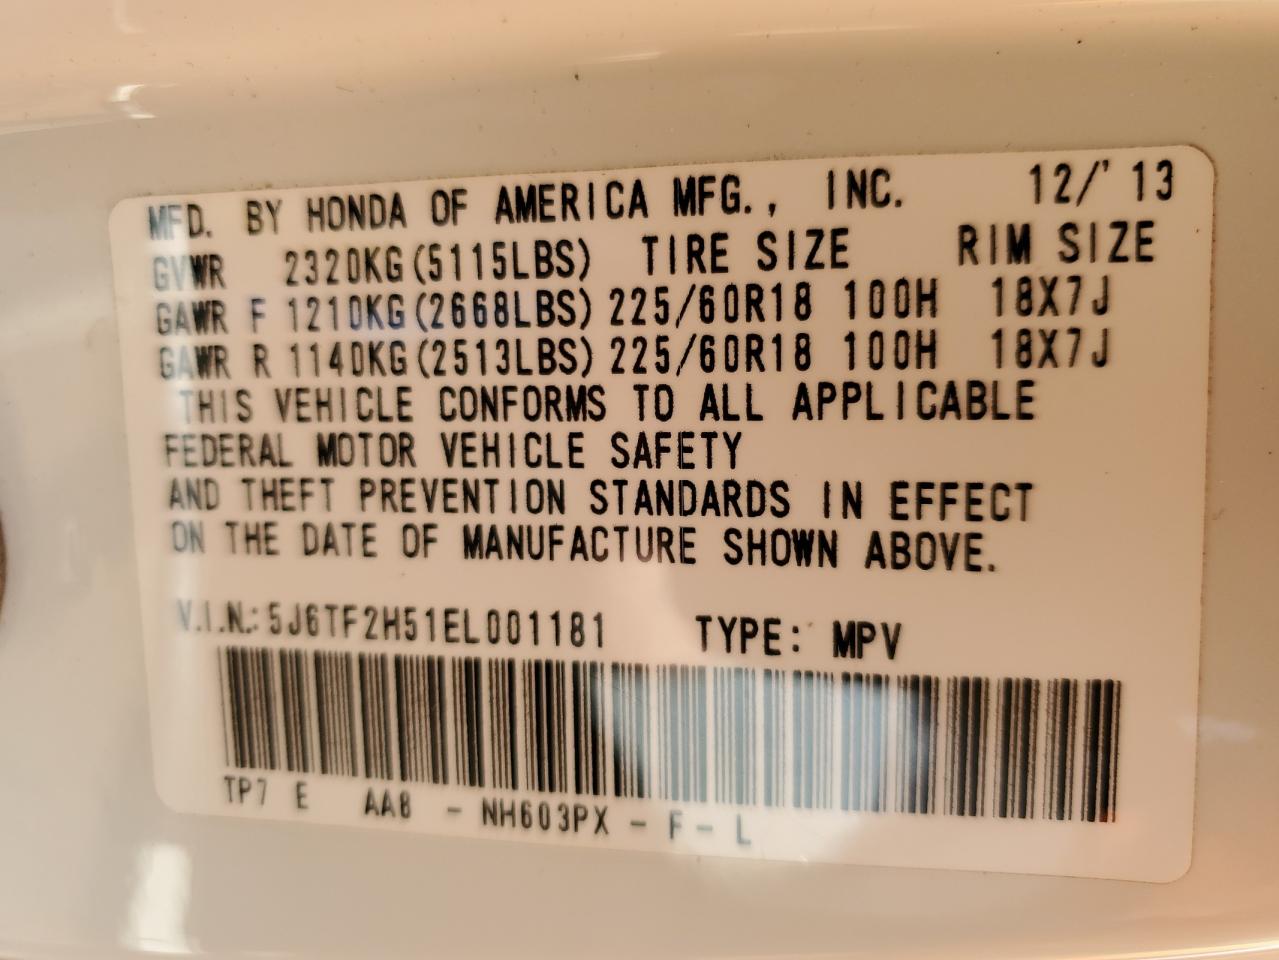 MFD. BY HONDA OF AMERICA MFG., INC. 12/'13
GVWR 2320KG(5115LBS) TIRE SIZE RIM SIZE
GAWR F 1210KG(2668LBS) 225/60R18 100H 18X7J
GAWR R 1140KG(2513LBS) 225/60R18 100H 18X7J
THIS VEHICLE CONFORMS TO ALL APPLICABLE
FEDERAL MOTOR VEHICLE SAFETY
AND THEFT PREVENTION STANDARDS IN EFFECT
ON THE DATE OF MANUFACTURE SHOWN ABOVE.
V.I.N.: 5J6TF2H51EL001181 TYPE: MPV
TP7 E AA8 - NH603PX - F - L